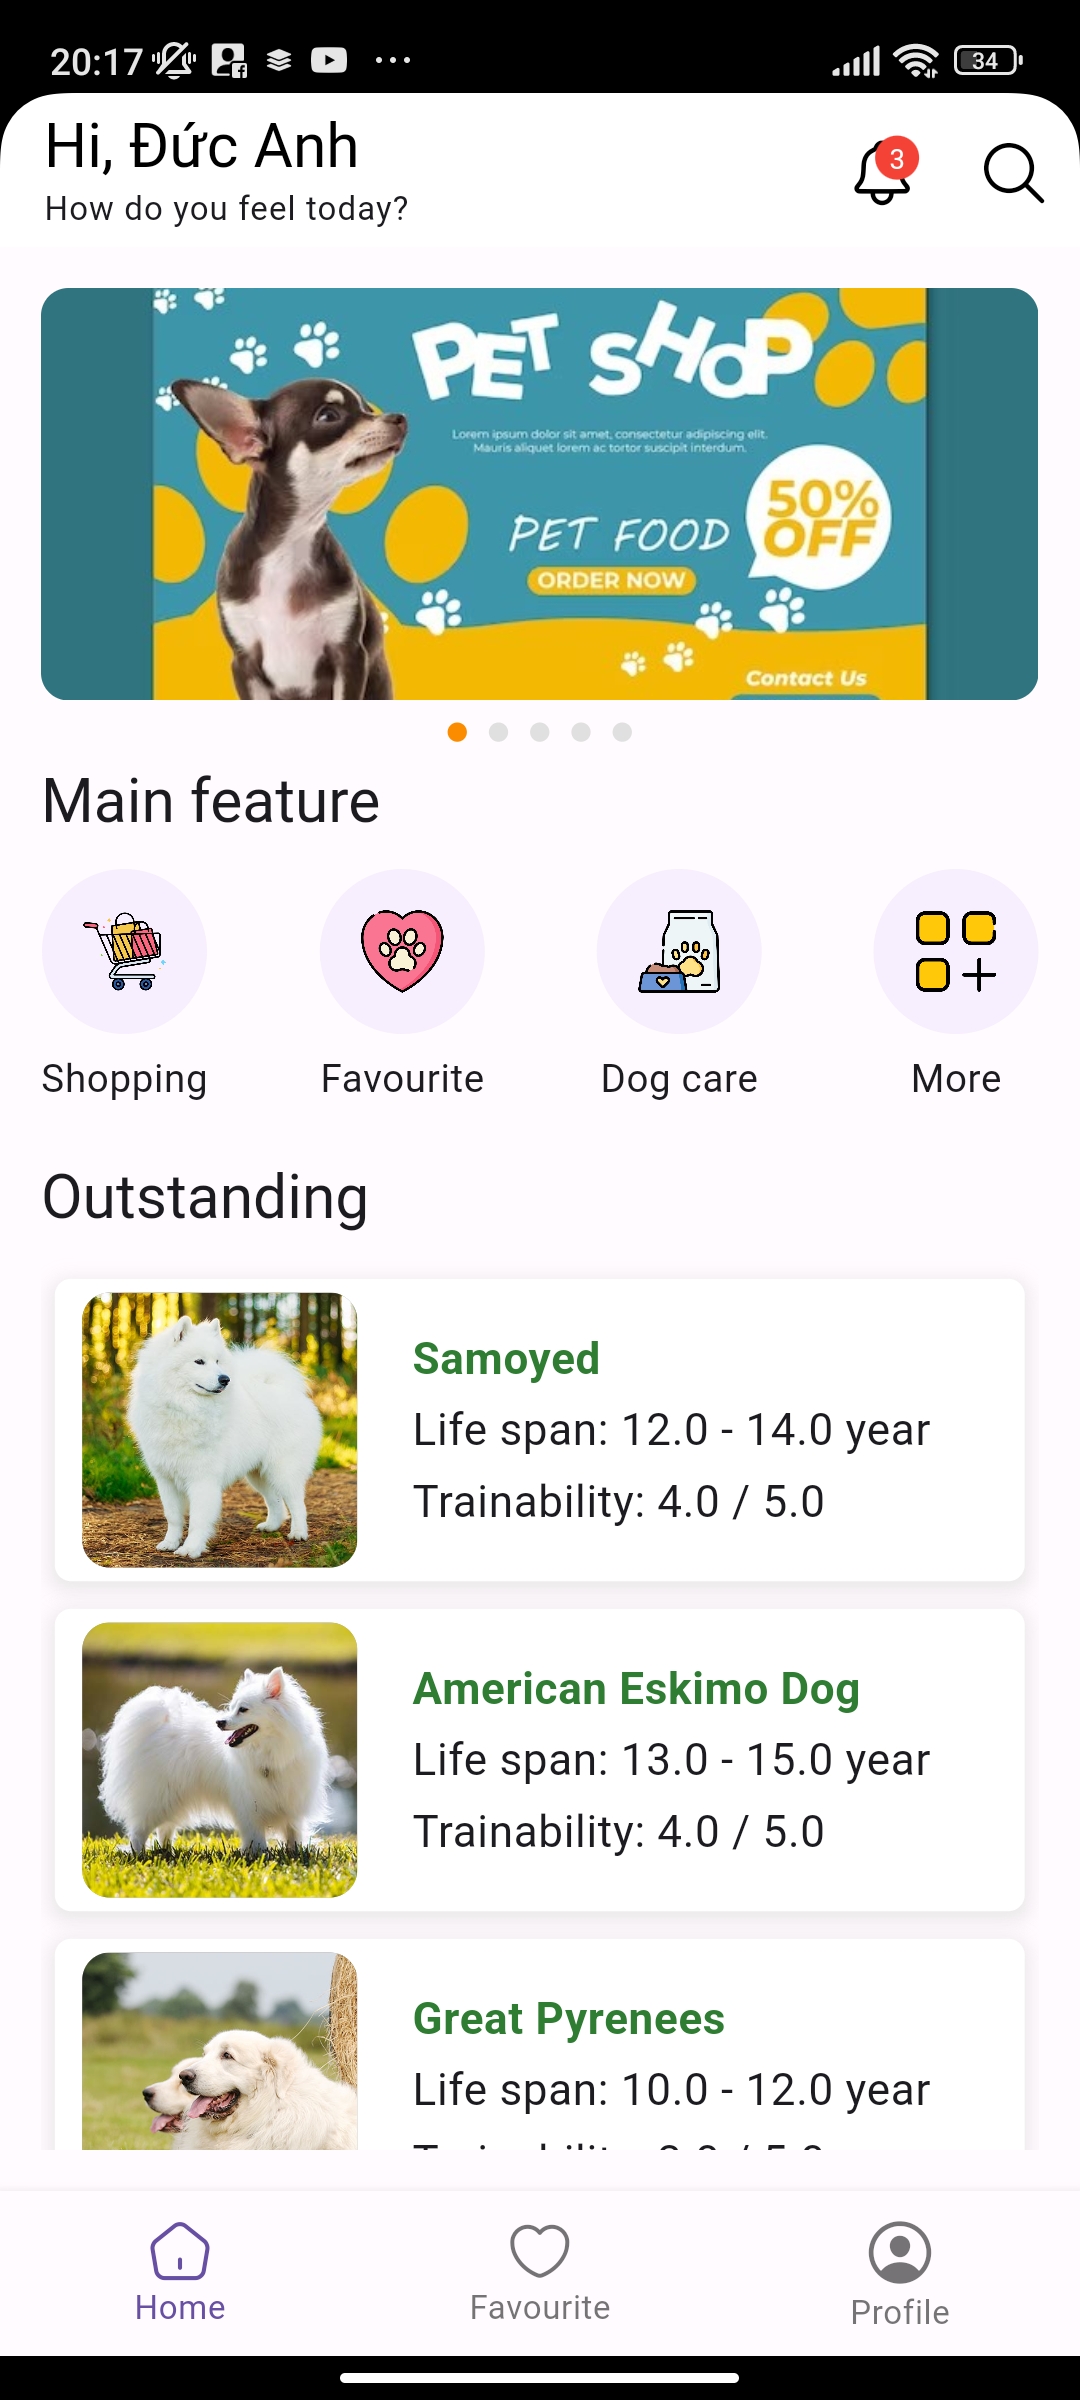 20:17
34
Hi, Đức Anh
How do you feel today?
3
PET SHOP
Lorem ipsum dolor sit amet, consectetur adipiscing elit.
Mauris aliquet lorem ac tortor suscipit interdum.
50%
OFF
PET FOOD
ORDER NOW
Contact Us
Main feature
Shopping
Favourite
Dog care
More
Outstanding
Samoyed
Life span: 12.0 - 14.0 year
Trainability: 4.0 / 5.0
American Eskimo Dog
Life span: 13.0 - 15.0 year
Trainability: 4.0 / 5.0
Great Pyrenees
Life span: 10.0 - 12.0 year
Home
Favourite
Profile